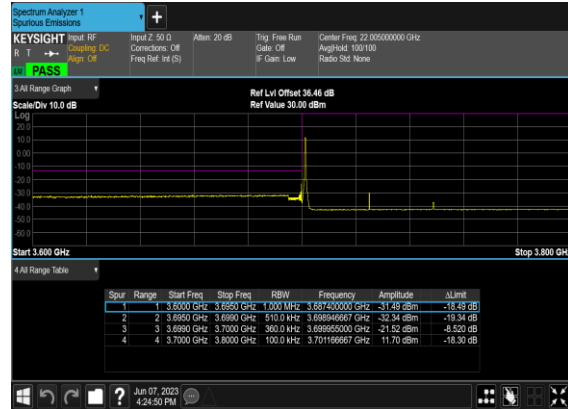 Spectrum Analyzer 1
Spurious Emissions
KEYSIGHT Input: RF Input Z: 50 Ω Atten: 20 dB Trig: Free Run Center Freq: 22.005000000 GHz
R T Coupling: DC Corrections: Off Gate: Off Avg|Hold: 100/100
Align: Off Freq Ref: Int (S) IF Gain: Low Radio Std: None
PASS
3 All Range Graph
Ref Lvl Offset 36.46 dB
Scale/Div 10.0 dB Ref Value 30.00 dBm
Log
20.0
10.0
0.00
-10.0
-20.0
-30.0
-40.0
-50.0
-60.0
Start 3.600 GHz Stop 3.800 GHz
4 All Range Table
Spur Range Start Freq Stop Freq RBW Frequency Amplitude ΔLimit
1 1 3.6000 GHz 3.6950 GHz 1.000 MHz 3.687400000 GHz -31.49 dBm -18.49 dB
2 2 3.6950 GHz 3.6990 GHz 510.0 kHz 3.698946667 GHz -32.34 dBm -19.34 dB
3 3 3.6990 GHz 3.7000 GHz 360.0 kHz 3.699955000 GHz -21.52 dBm -8.520 dB
4 4 3.7000 GHz 3.8000 GHz 100.0 kHz 3.701166667 GHz 11.70 dBm -18.30 dB
? Jun 07, 2023
4:24:50 PM